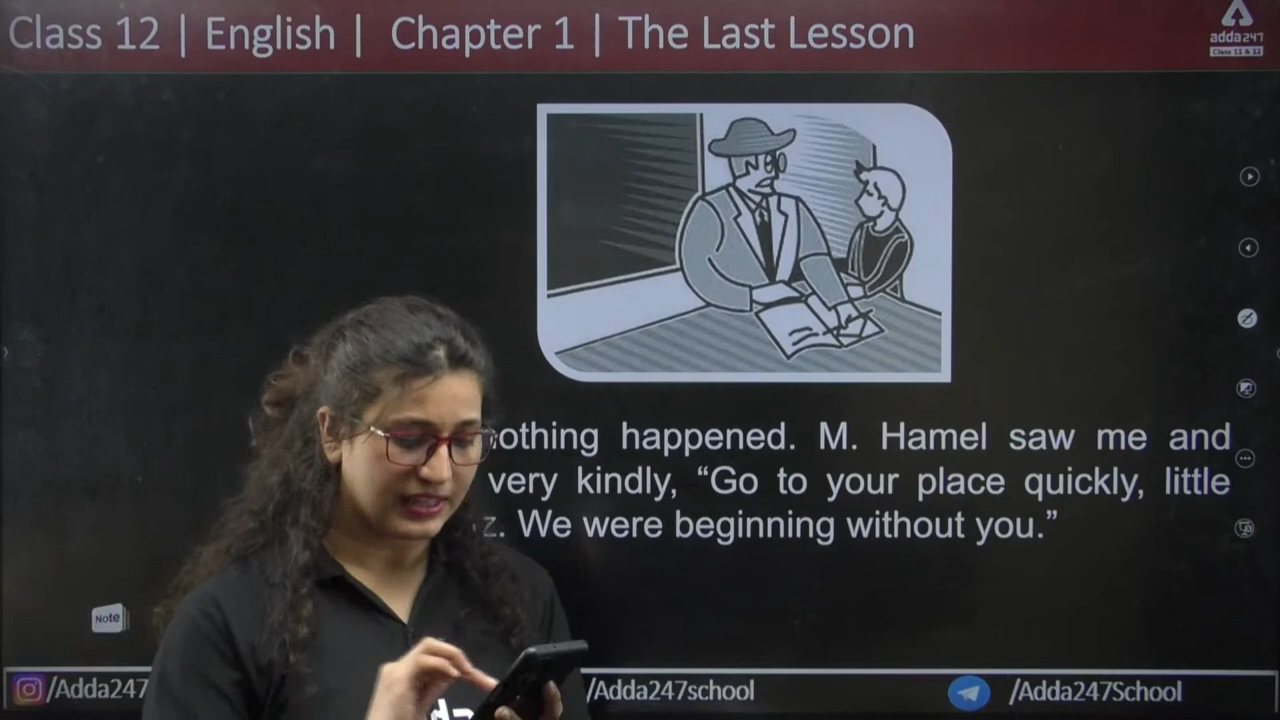 Class 12 | English | Chapter 1 | The Last Lesson
adda247
Class 11 & 12
happened. M. Hamel saw me and
very kindly, “Go to your place quickly, little
We were beginning without you.”
Note
/Adda247
/Adda247school
/Adda247School